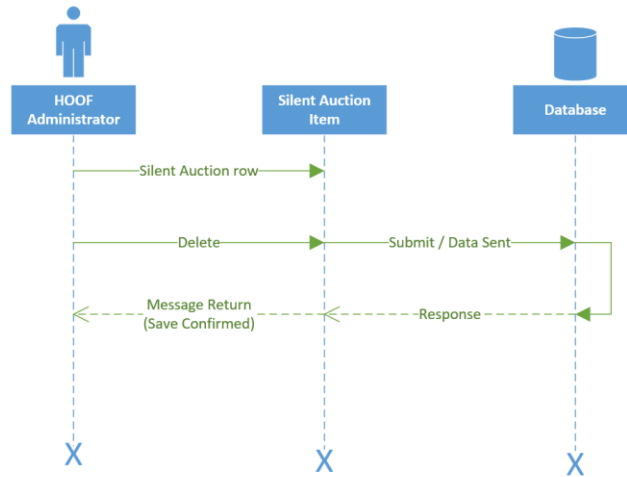 HOOF
Administrator
Silent Auction
Item
Database
Silent Auction row
Delete
Submit / Data Sent
Message Return
(Save Confirmed)
Response
X
X
X